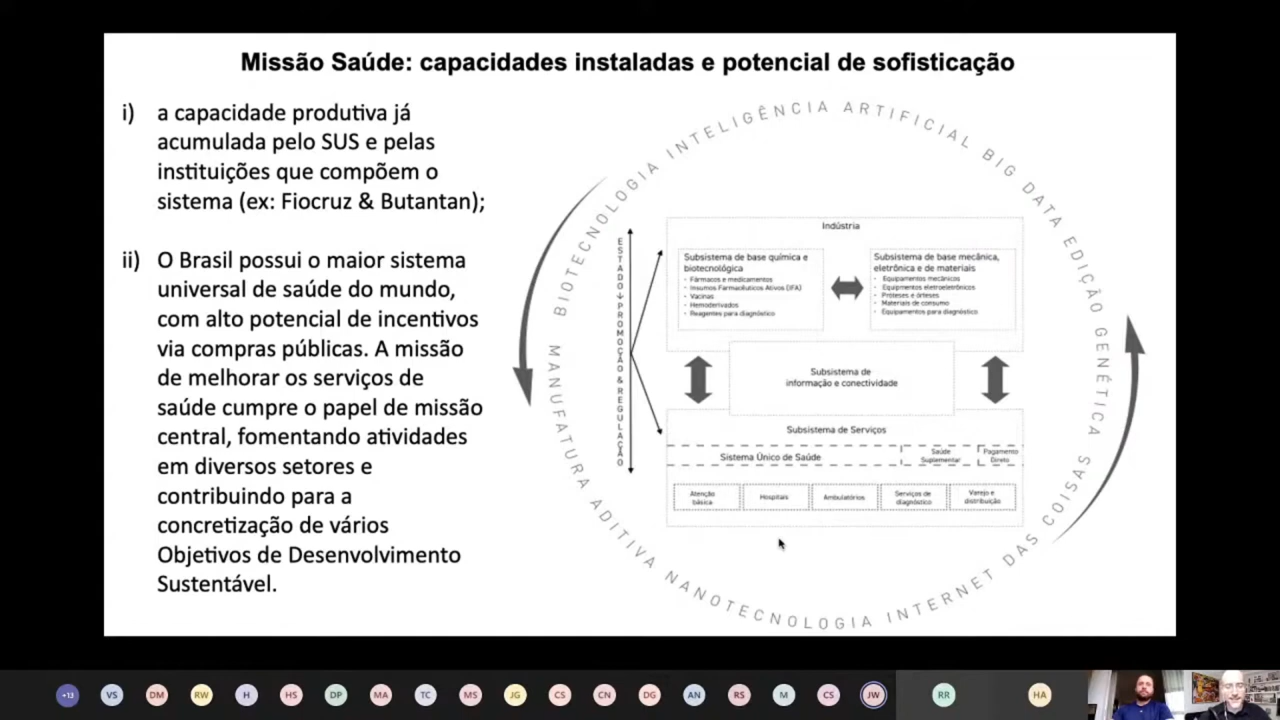 Missão Saúde: capacidades instaladas e potencial de sofisticação
i) a capacidade produtiva já
acumulada pelo SUS e pelas
instituições que compõem o
sistema (ex: Fiocruz & Butantan);
ii) O Brasil possui o maior sistema
universal de saúde do mundo,
com alto potencial de incentivos
via compras públicas. A missão
de melhorar os serviços de
saúde cumpre o papel de missão
central, fomentando atividades
em diversos setores e
contribuindo para a
concretização de vários
Objetivos de Desenvolvimento
Sustentável.
BIOTECNOLOGIA INTELIGÊNCIA ARTIFICIAL BIG DATA EDIÇÃO GENÉTICA
MANUFATURA ADITIVA NANOTECNOLOGIA INTERNET DAS COISAS
ESTADO → PROMOÇÃO & REGULAÇÃO
Indústria
Subsistema de base química e
biotecnológica
• Fármacos e medicamentos
• Insumos Farmacêuticos Ativos (IFA)
• Vacinas
• Hemoderivados
• Reagentes para diagnóstico
Subsistema de base mecânica,
eletrônica e de materiais
• Equipamentos mecânicos
• Equipmentos eletroeletrônicos
• Próteses e órteses
• Materiais de consumo
• Equipamentos para diagnóstico
Subsistema de
informação e conectividade
Subsistema de Serviços
Sistema Único de Saúde
Saúde
Suplementar
Pagamento
Direto
Atenção
básica
Hospitais
Ambulatórios
Serviços de
diagnóstico
Varejo e
distribuição
+13 VS DM RW H HS DP MA TC MS JG CS CN DG AN RS M CS JW RR HA